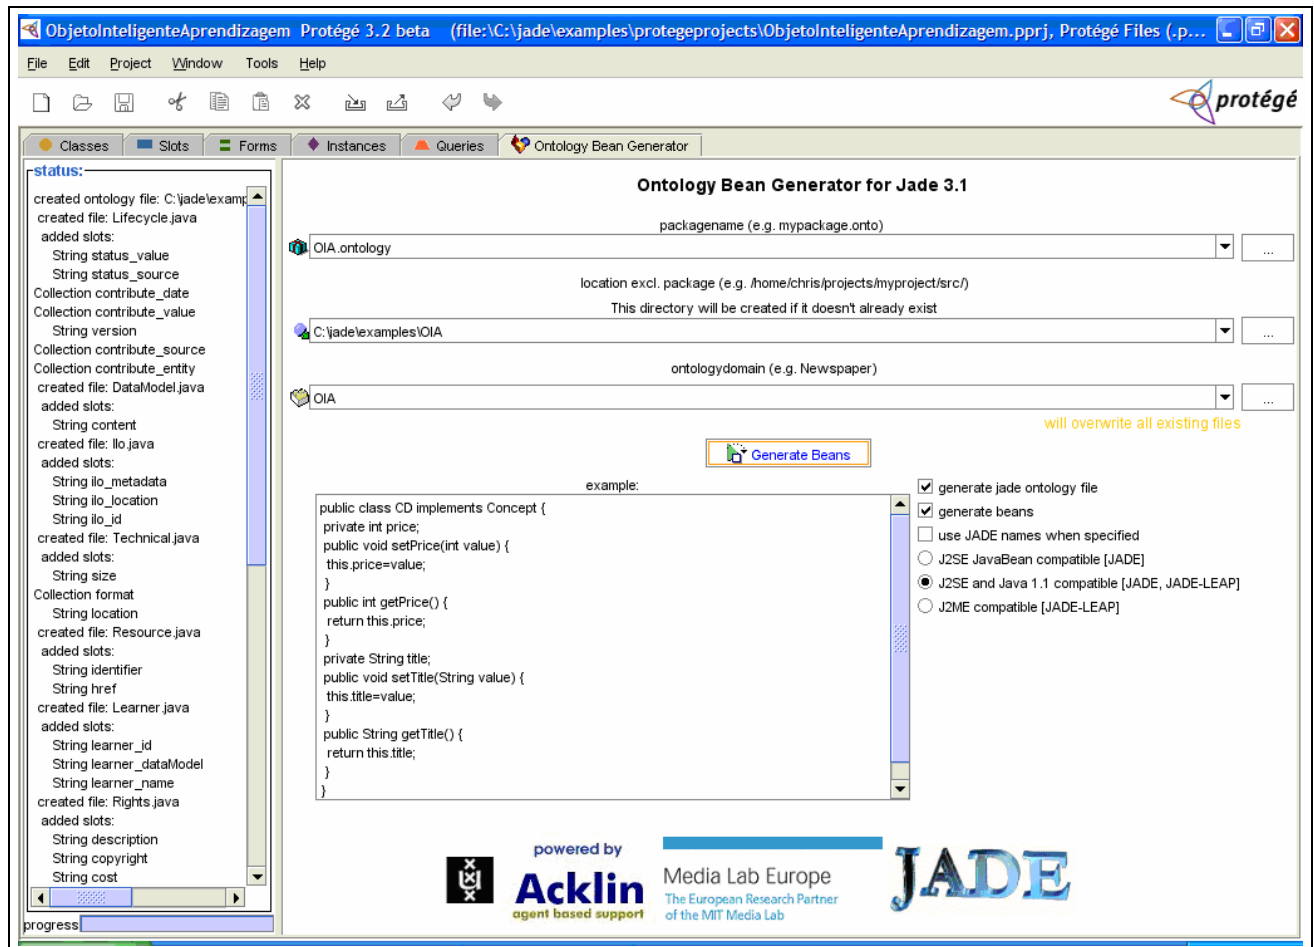 ObjetoInteligenteAprendizagem Protégé 3.2 beta (file:\C:\jade\examples\protegeprojects\ObjetoInteligenteAprendizagem.pprj, Protégé Files (.p...
File Edit Project Window Tools Help
protégé
Classes Slots Forms Instances Queries Ontology Bean Generator
status:
created ontology file: C:\jade\examp
created file: Lifecycle.java
added slots:
String status_value
String status_source
Collection contribute_date
Collection contribute_value
String version
Collection contribute_source
Collection contribute_entity
created file: DataModel.java
added slots:
String content
created file: Ilo.java
added slots:
String ilo_metadata
String ilo_location
String ilo_id
created file: Technical.java
added slots:
String size
Collection format
String location
created file: Resource.java
added slots:
String identifier
String href
created file: Learner.java
added slots:
String learner_id
String learner_dataModel
String learner_name
created file: Rights.java
added slots:
String description
String copyright
String cost
progress
Ontology Bean Generator for Jade 3.1
packagename (e.g. mypackage.onto)
OIA.ontology
...
location excl. package (e.g. /home/chris/projects/myproject/src/)
This directory will be created if it doesn't already exist
C:\jade\examples\OIA
...
ontologydomain (e.g. Newspaper)
OIA
...
will overwrite all existing files
Generate Beans
example:
public class CD implements Concept {
private int price;
public void setPrice(int value) {
this.price=value;
}
public int getPrice() {
return this.price;
}
private String title;
public void setTitle(String value) {
this.title=value;
}
public String getTitle() {
return this.title;
}
}
generate jade ontology file
generate beans
use JADE names when specified
J2SE JavaBean compatible [JADE]
J2SE and Java 1.1 compatible [JADE, JADE-LEAP]
J2ME compatible [JADE-LEAP]
powered by
Acklin
agent based support
Media Lab Europe
The European Research Partner
of the MIT Media Lab
JADE